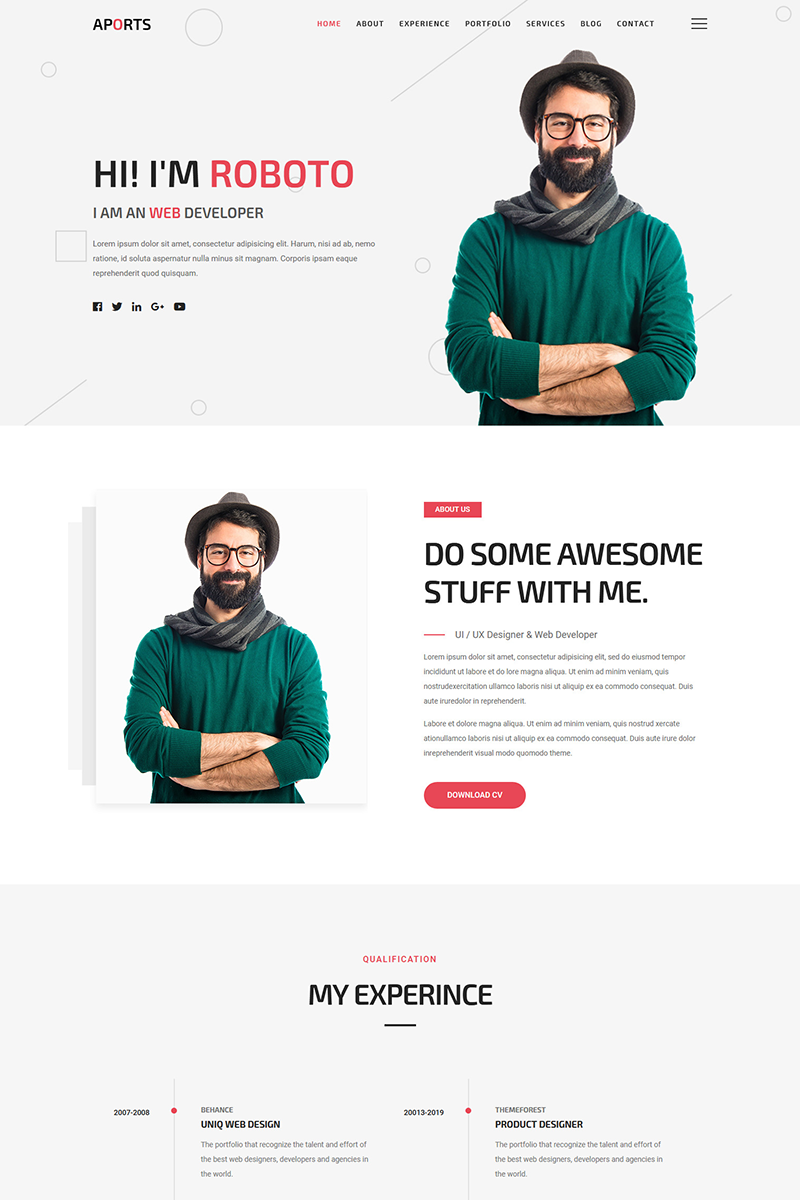 APORTS
HOME ABOUT EXPERIENCE PORTFOLIO SERVICES BLOG CONTACT
HI! I'M ROBOTO
I AM AN WEB DEVELOPER
Lorem ipsum dolor sit amet, consectetur adipisicing elit. Harum, nisi ad ab, nemo
ratione, id soluta aspernatur nulla minus sit magnam. Corporis ipsam eaque
reprehenderit quod quisquam.
ABOUT US
DO SOME AWESOME
STUFF WITH ME.
UI / UX Designer & Web Developer
Lorem ipsum dolor sit amet, consectetur adipisicing elit, sed do eiusmod tempor
incididunt ut labore et do lore magna aliqua. Ut enim ad minim veniam, quis
nostrudexercitation ullamco laboris nisi ut aliquip ex ea commodo consequat. Duis
aute iruredolor in reprehenderit.
Labore et dolore magna aliqua. Ut enim ad minim veniam, quis nostrud xercate
ationullamco laboris nisi ut aliquip ex ea commodo consequat. Duis aute irure dolor
inreprehenderit visual modo quomodo theme.
DOWNLOAD CV
QUALIFICATION
MY EXPERINCE
2007-2008
BEHANCE
UNIQ WEB DESIGN
The portfolio that recognize the talent and effort of
the best web designers, developers and agencies in
the world.
20013-2019
THEMEFOREST
PRODUCT DESIGNER
The portfolio that recognize the talent and effort of
the best web designers, developers and agencies in
the world.